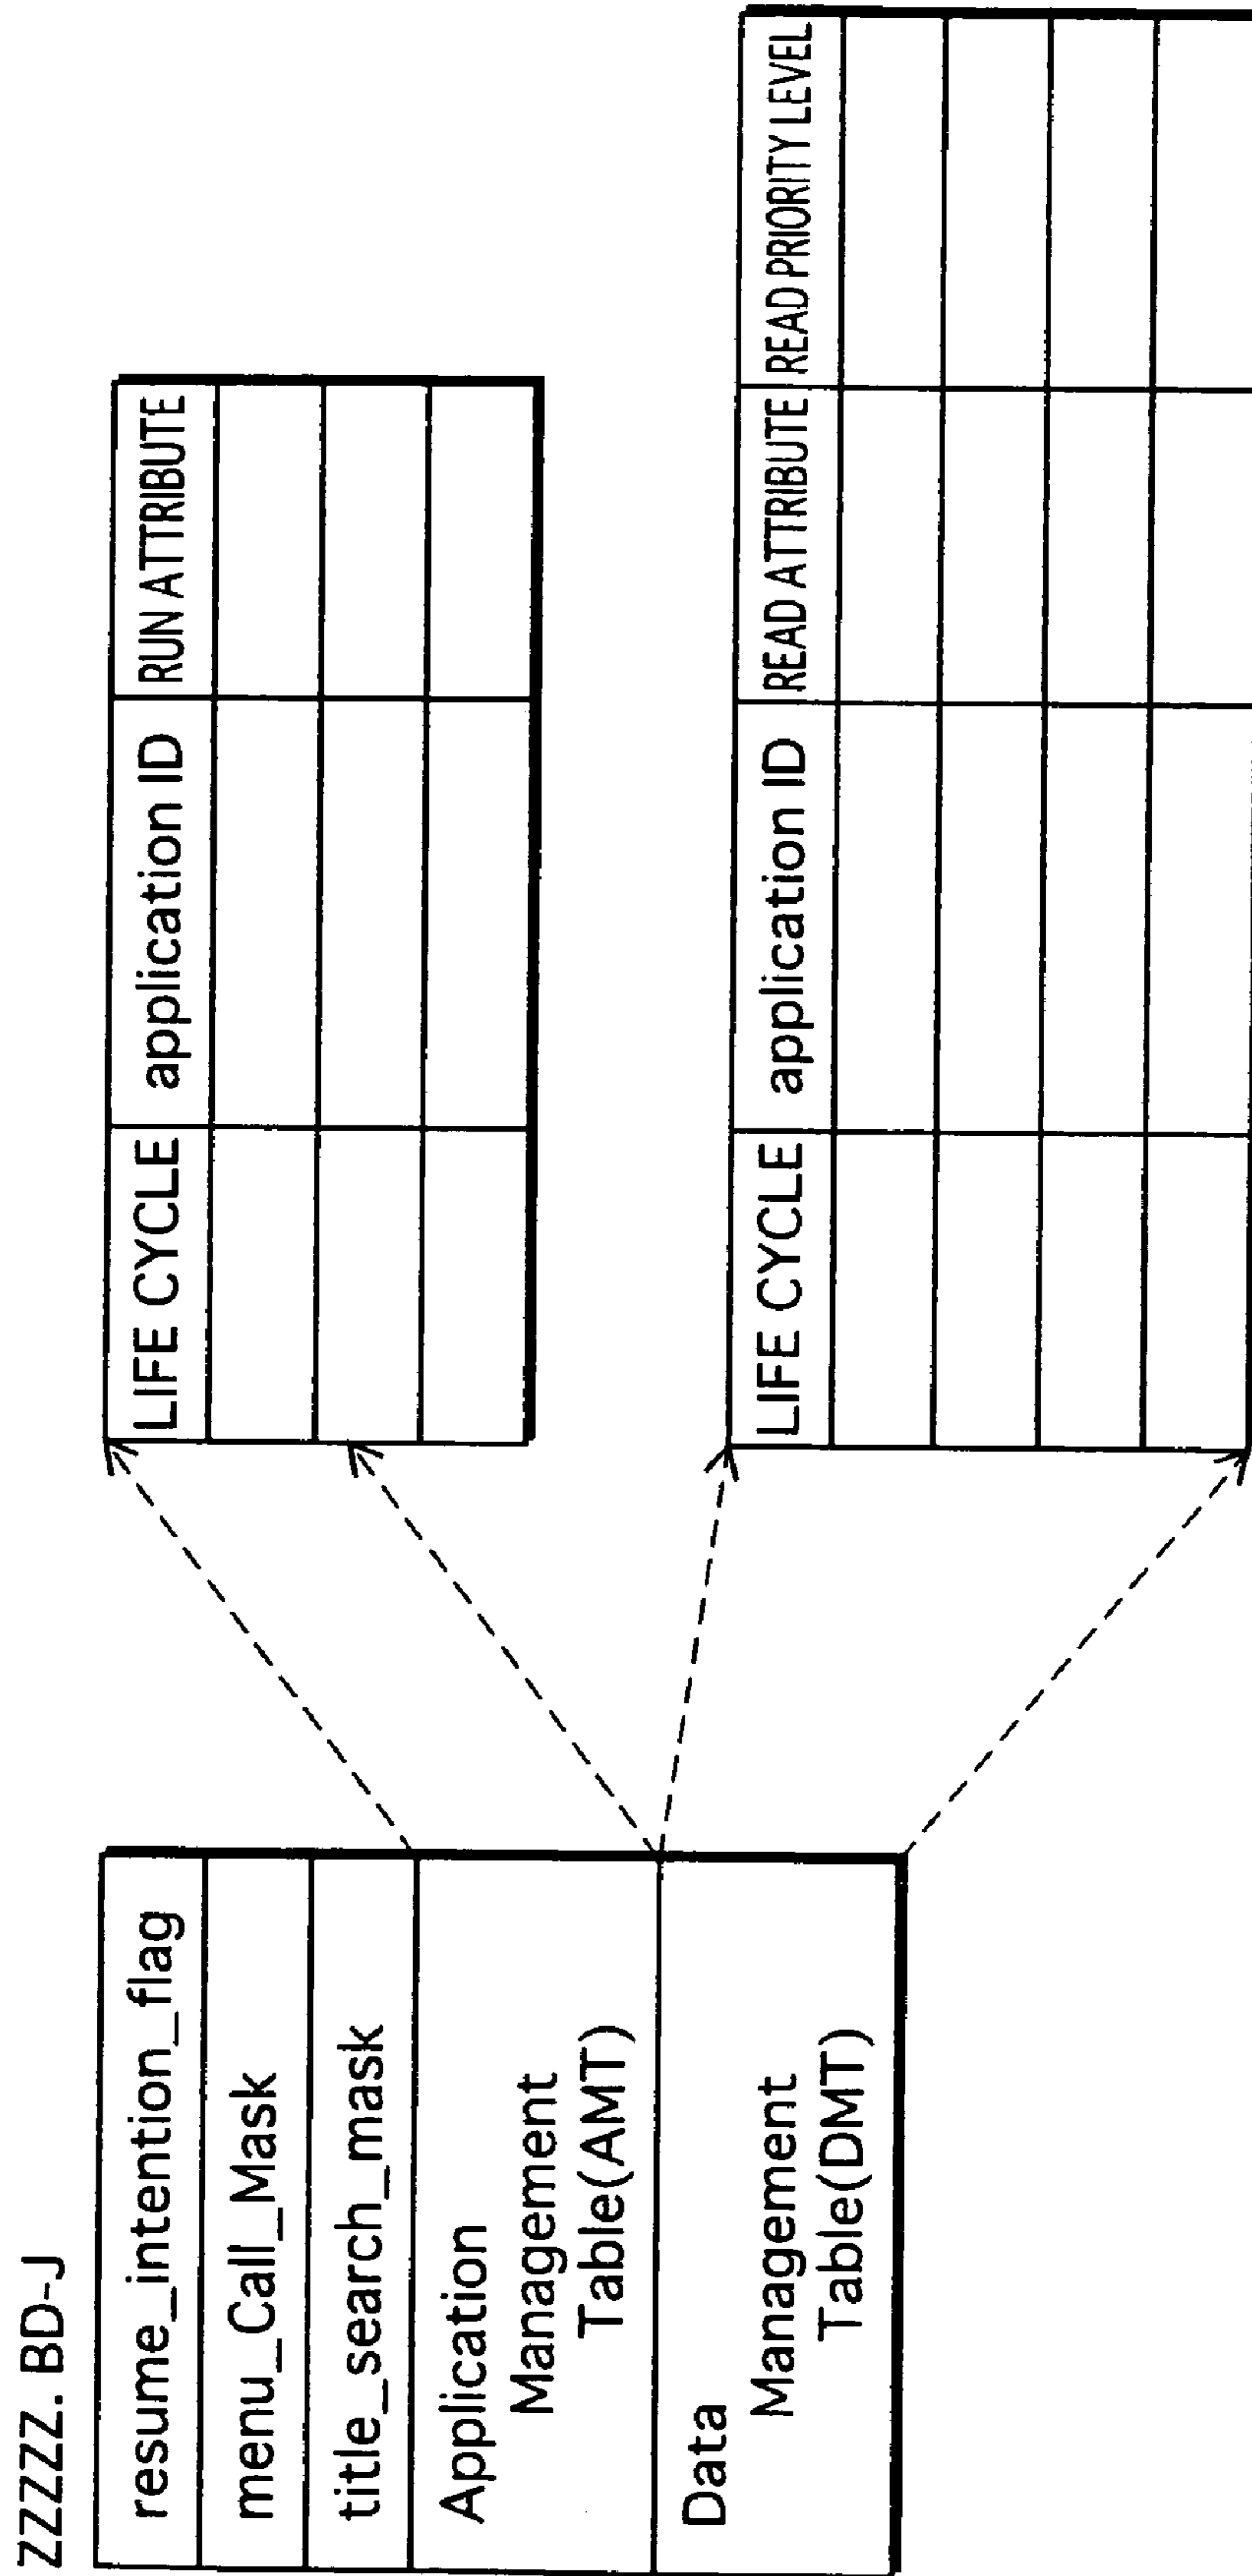 ZZZZZ. BD-J
resume_intention_flag
menu_Call_Mask
title_search_mask
Application
Management
Table(AMT)
Data
Management
Table(DMT)
LIFE CYCLE application ID RUN ATTRIBUTE
LIFE CYCLE application ID READ ATTRIBUTE READ PRIORITY LEVEL